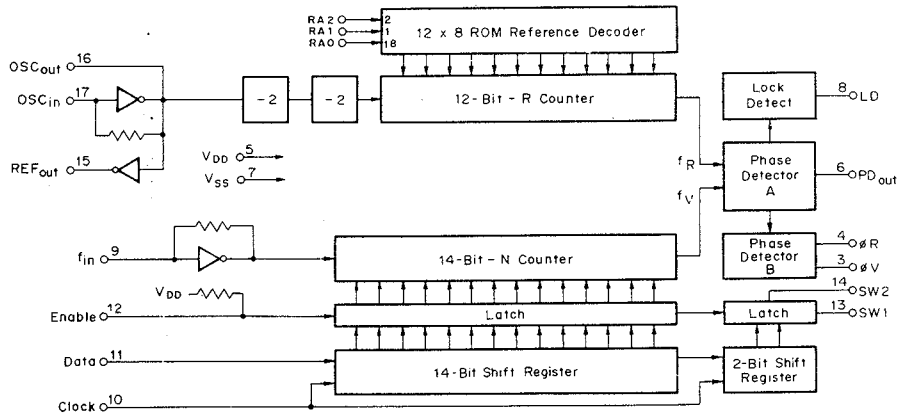 RA2 2
RA1 1
RA0 18
12 x 8 ROM Reference Decoder
OSCout 16
OSCin 17
-2
-2
12-Bit - R Counter
Lock
Detect
8 LD
REFout 15
VDD 5
VSS 7
fR
Phase
Detector
A
6 PDout
fV
fin 9
14-Bit - N Counter
Phase
Detector
B
4 ØR
3 ØV
VDD
14 SW2
Enable 12
Latch
Latch
13 SW1
Data 11
14-Bit Shift Register
2-Bit Shift
Register
Clock 10